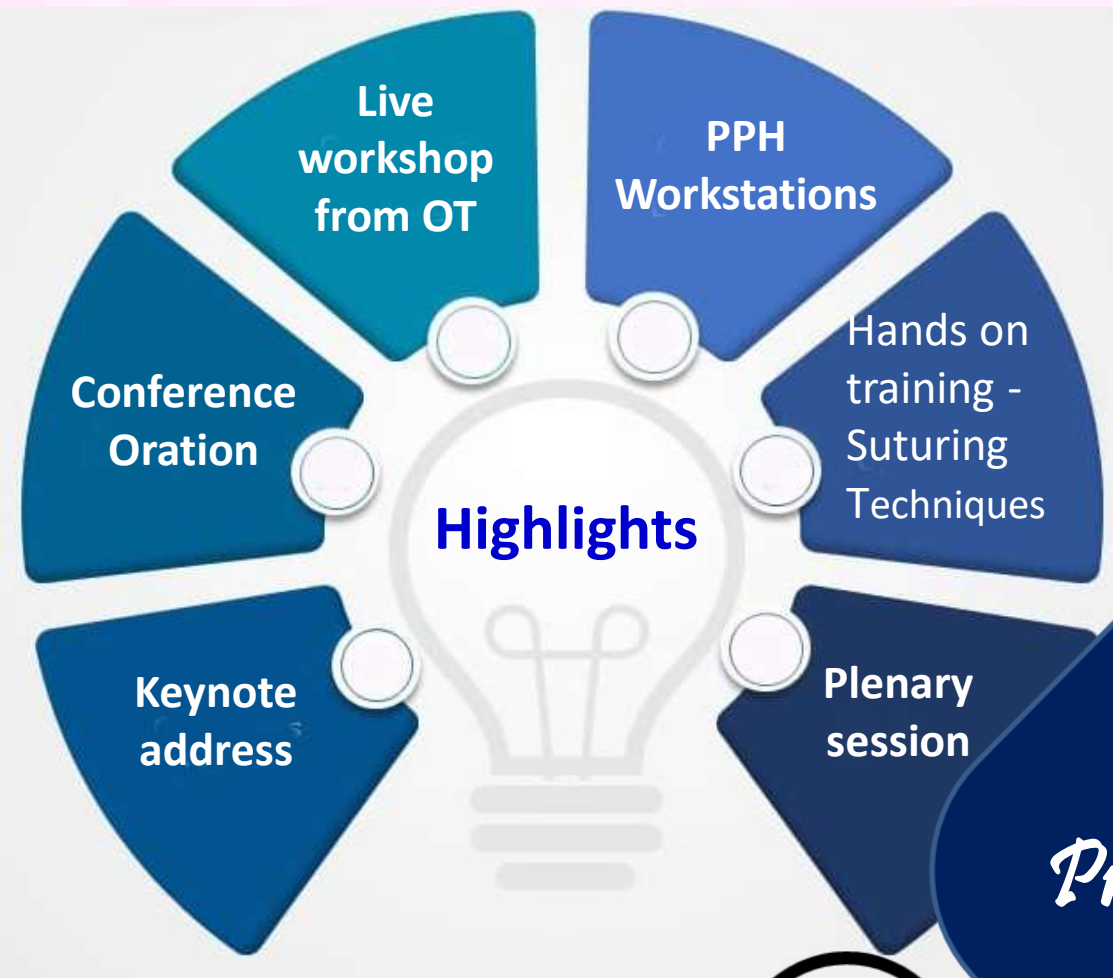 Live
workshop
from OT
PPH
Workstations
Conference
Oration
Hands on
training -
Suturing
Techniques
Highlights
Keynote
address
Plenary
session